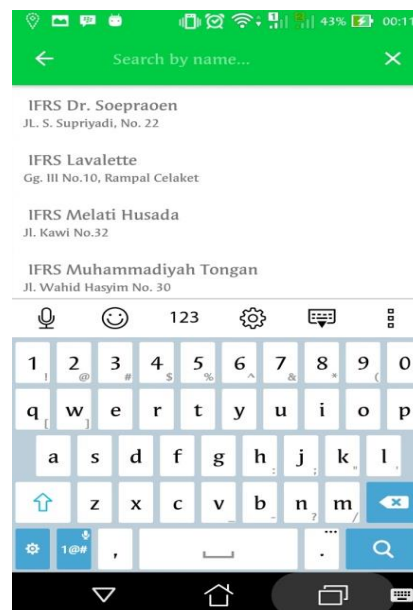 43% 00:11
Search by name...
IFRS Dr. Soepraoen
JL. S. Supriyadi, No. 22
IFRS Lavalette
Gg. III No.10, Rampal Celaket
IFRS Melati Husada
Jl. Kawi No.32
IFRS Muhammadiyah Tongan
Jl. Wahid Hasyim No. 30
123
1 2 3 4 5 6 7 8 9 0
! @ # $ % ^ & * (
q w e r t y u i o p
[ ]
a s d f g h j k l
: ; ' .
z x c v b n m
_ - ? /
1@# , .